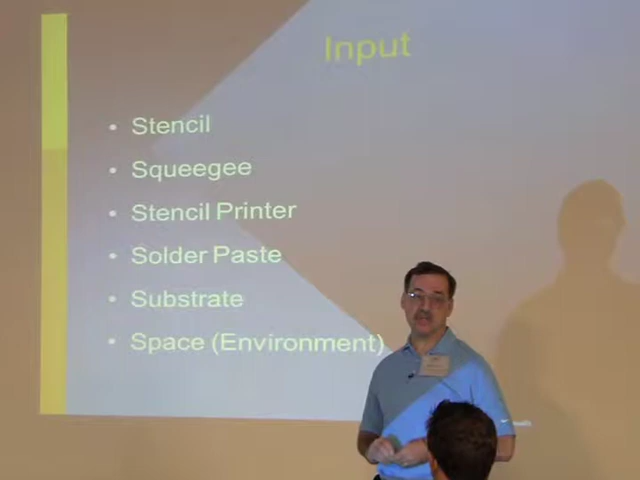 Input
• Stencil
• Squeegee
• Stencil Printer
• Solder Paste
• Substrate
• Space (Environment)